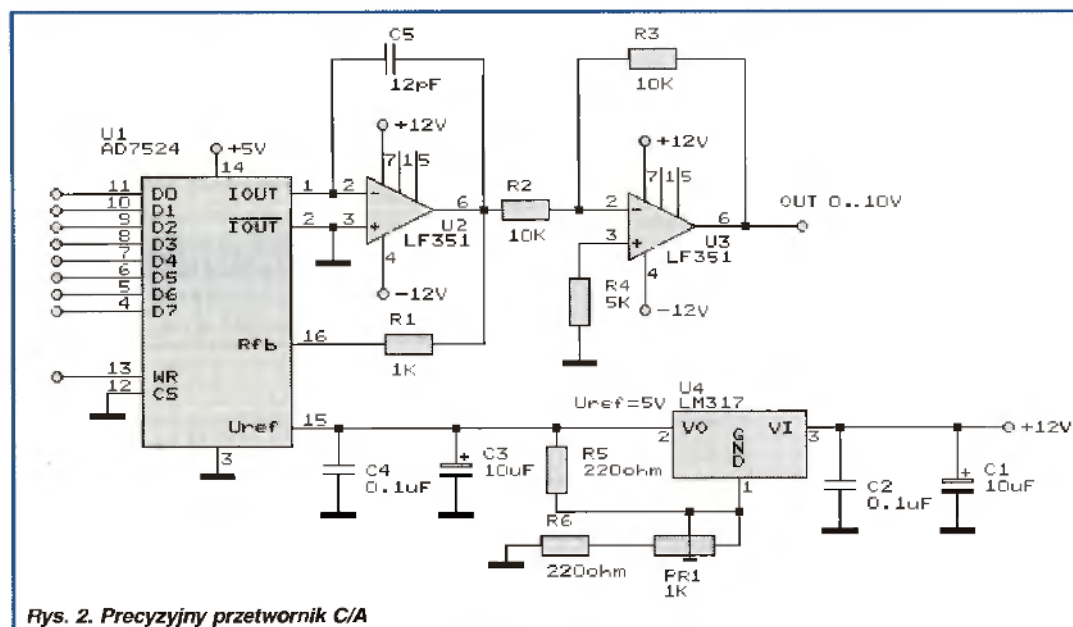 C5
12pF
R3
10K
U1
AD7524
+5V
14
+12V
7 1 5
+12V
7 1 5
11 D0 IOUT 1
10 D1
9 D2 IOUT 2
8 D3
7 D4
6 D5
5 D6
4 D7
Rfb 16
13 WR
12 CS
Uref 15
3
2
3
6
U2
LF351
4
-12V
R1
1K
R2
10K
2
3
6
U3
LF351
4
-12V
OUT 0..10V
R4
5K
Uref=5V
U4
LM317
2 VO GND VI 3
1
+12V
C4
0.1uF
C3
+
10uF
R5
220ohm
C2
0.1uF
C1
+
10uF
R6
220ohm
PR1
1K
Rys. 2. Precyzyjny przetwornik C/A